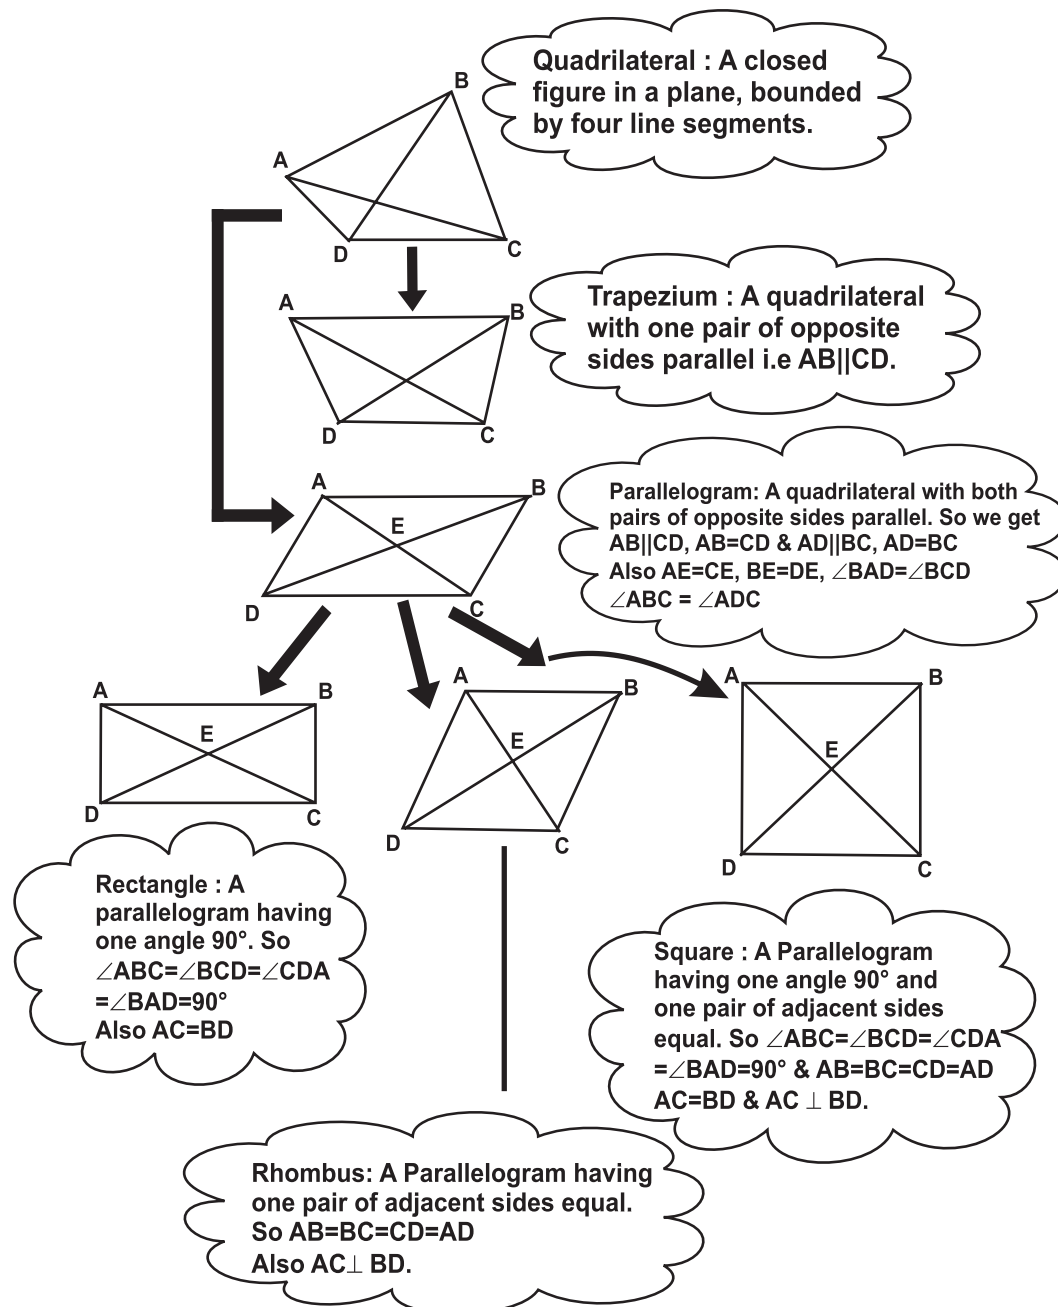 Quadrilateral : A closed
figure in a plane, bounded
by four line segments.
B
A
D
C
Trapezium : A quadrilateral
with one pair of opposite
sides parallel i.e AB||CD.
A
B
D
C
Parallelogram: A quadrilateral with both
pairs of opposite sides parallel. So we get
AB||CD, AB=CD & AD||BC, AD=BC
Also AE=CE, BE=DE, ∠BAD=∠BCD
∠ABC = ∠ADC
A
B
E
D
C
A
B
E
D
C
A
B
E
D
C
A
B
E
D
C
Rectangle : A
parallelogram having
one angle 90°. So
∠ABC=∠BCD=∠CDA
=∠BAD=90°
Also AC=BD
Square : A Parallelogram
having one angle 90° and
one pair of adjacent sides
equal. So ∠ABC=∠BCD=∠CDA
=∠BAD=90° & AB=BC=CD=AD
AC=BD & AC ⊥ BD.
Rhombus: A Parallelogram having
one pair of adjacent sides equal.
So AB=BC=CD=AD
Also AC⊥ BD.